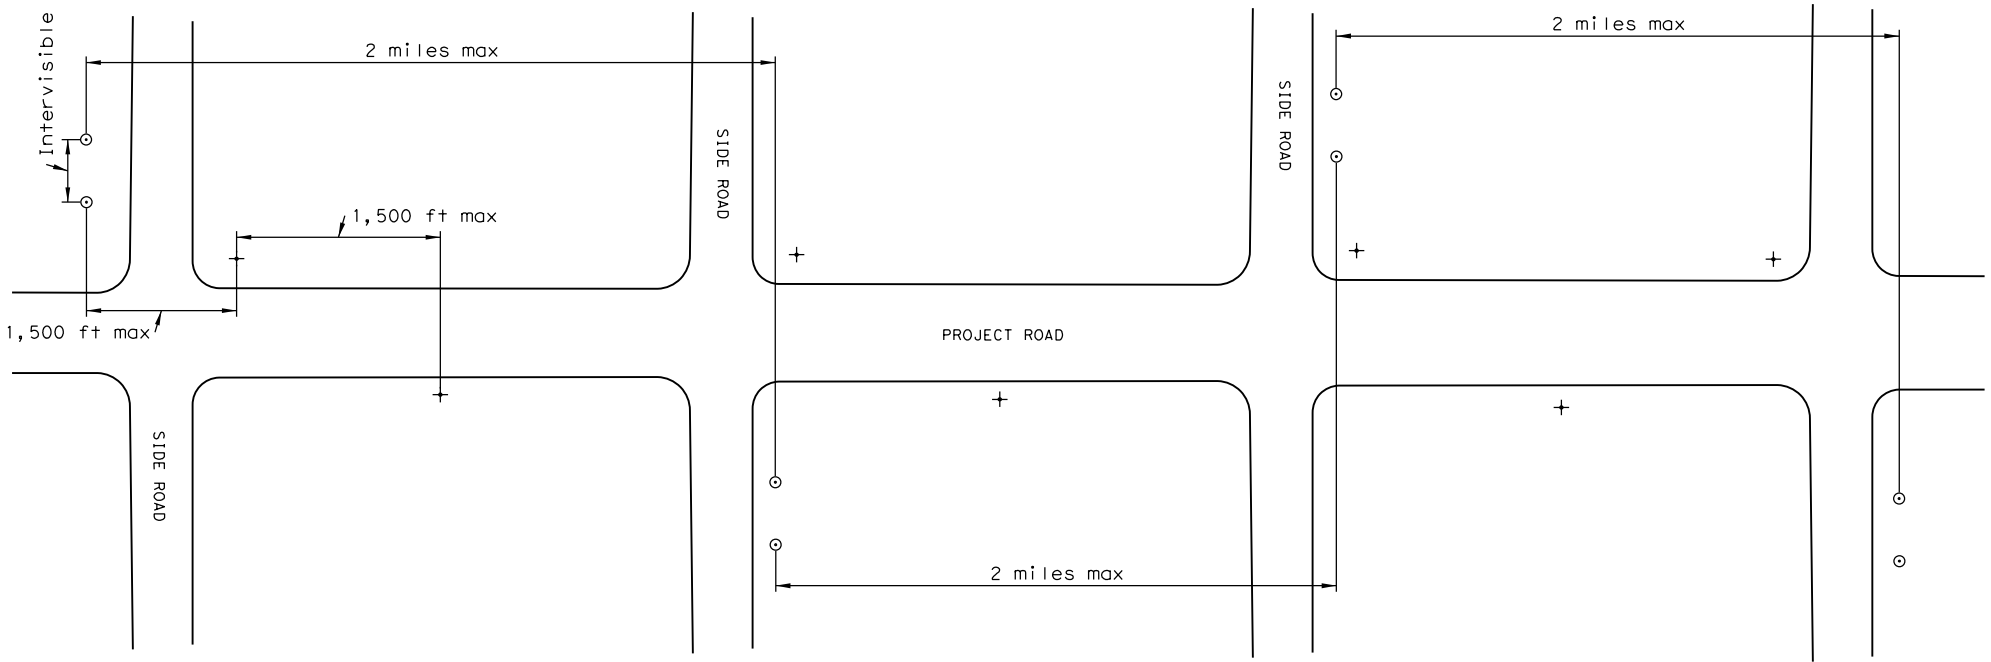 2 miles max
2 miles max
Intervisible
SIDE ROAD
SIDE ROAD
1,500 ft max
1,500 ft max
PROJECT ROAD
SIDE ROAD
2 miles max